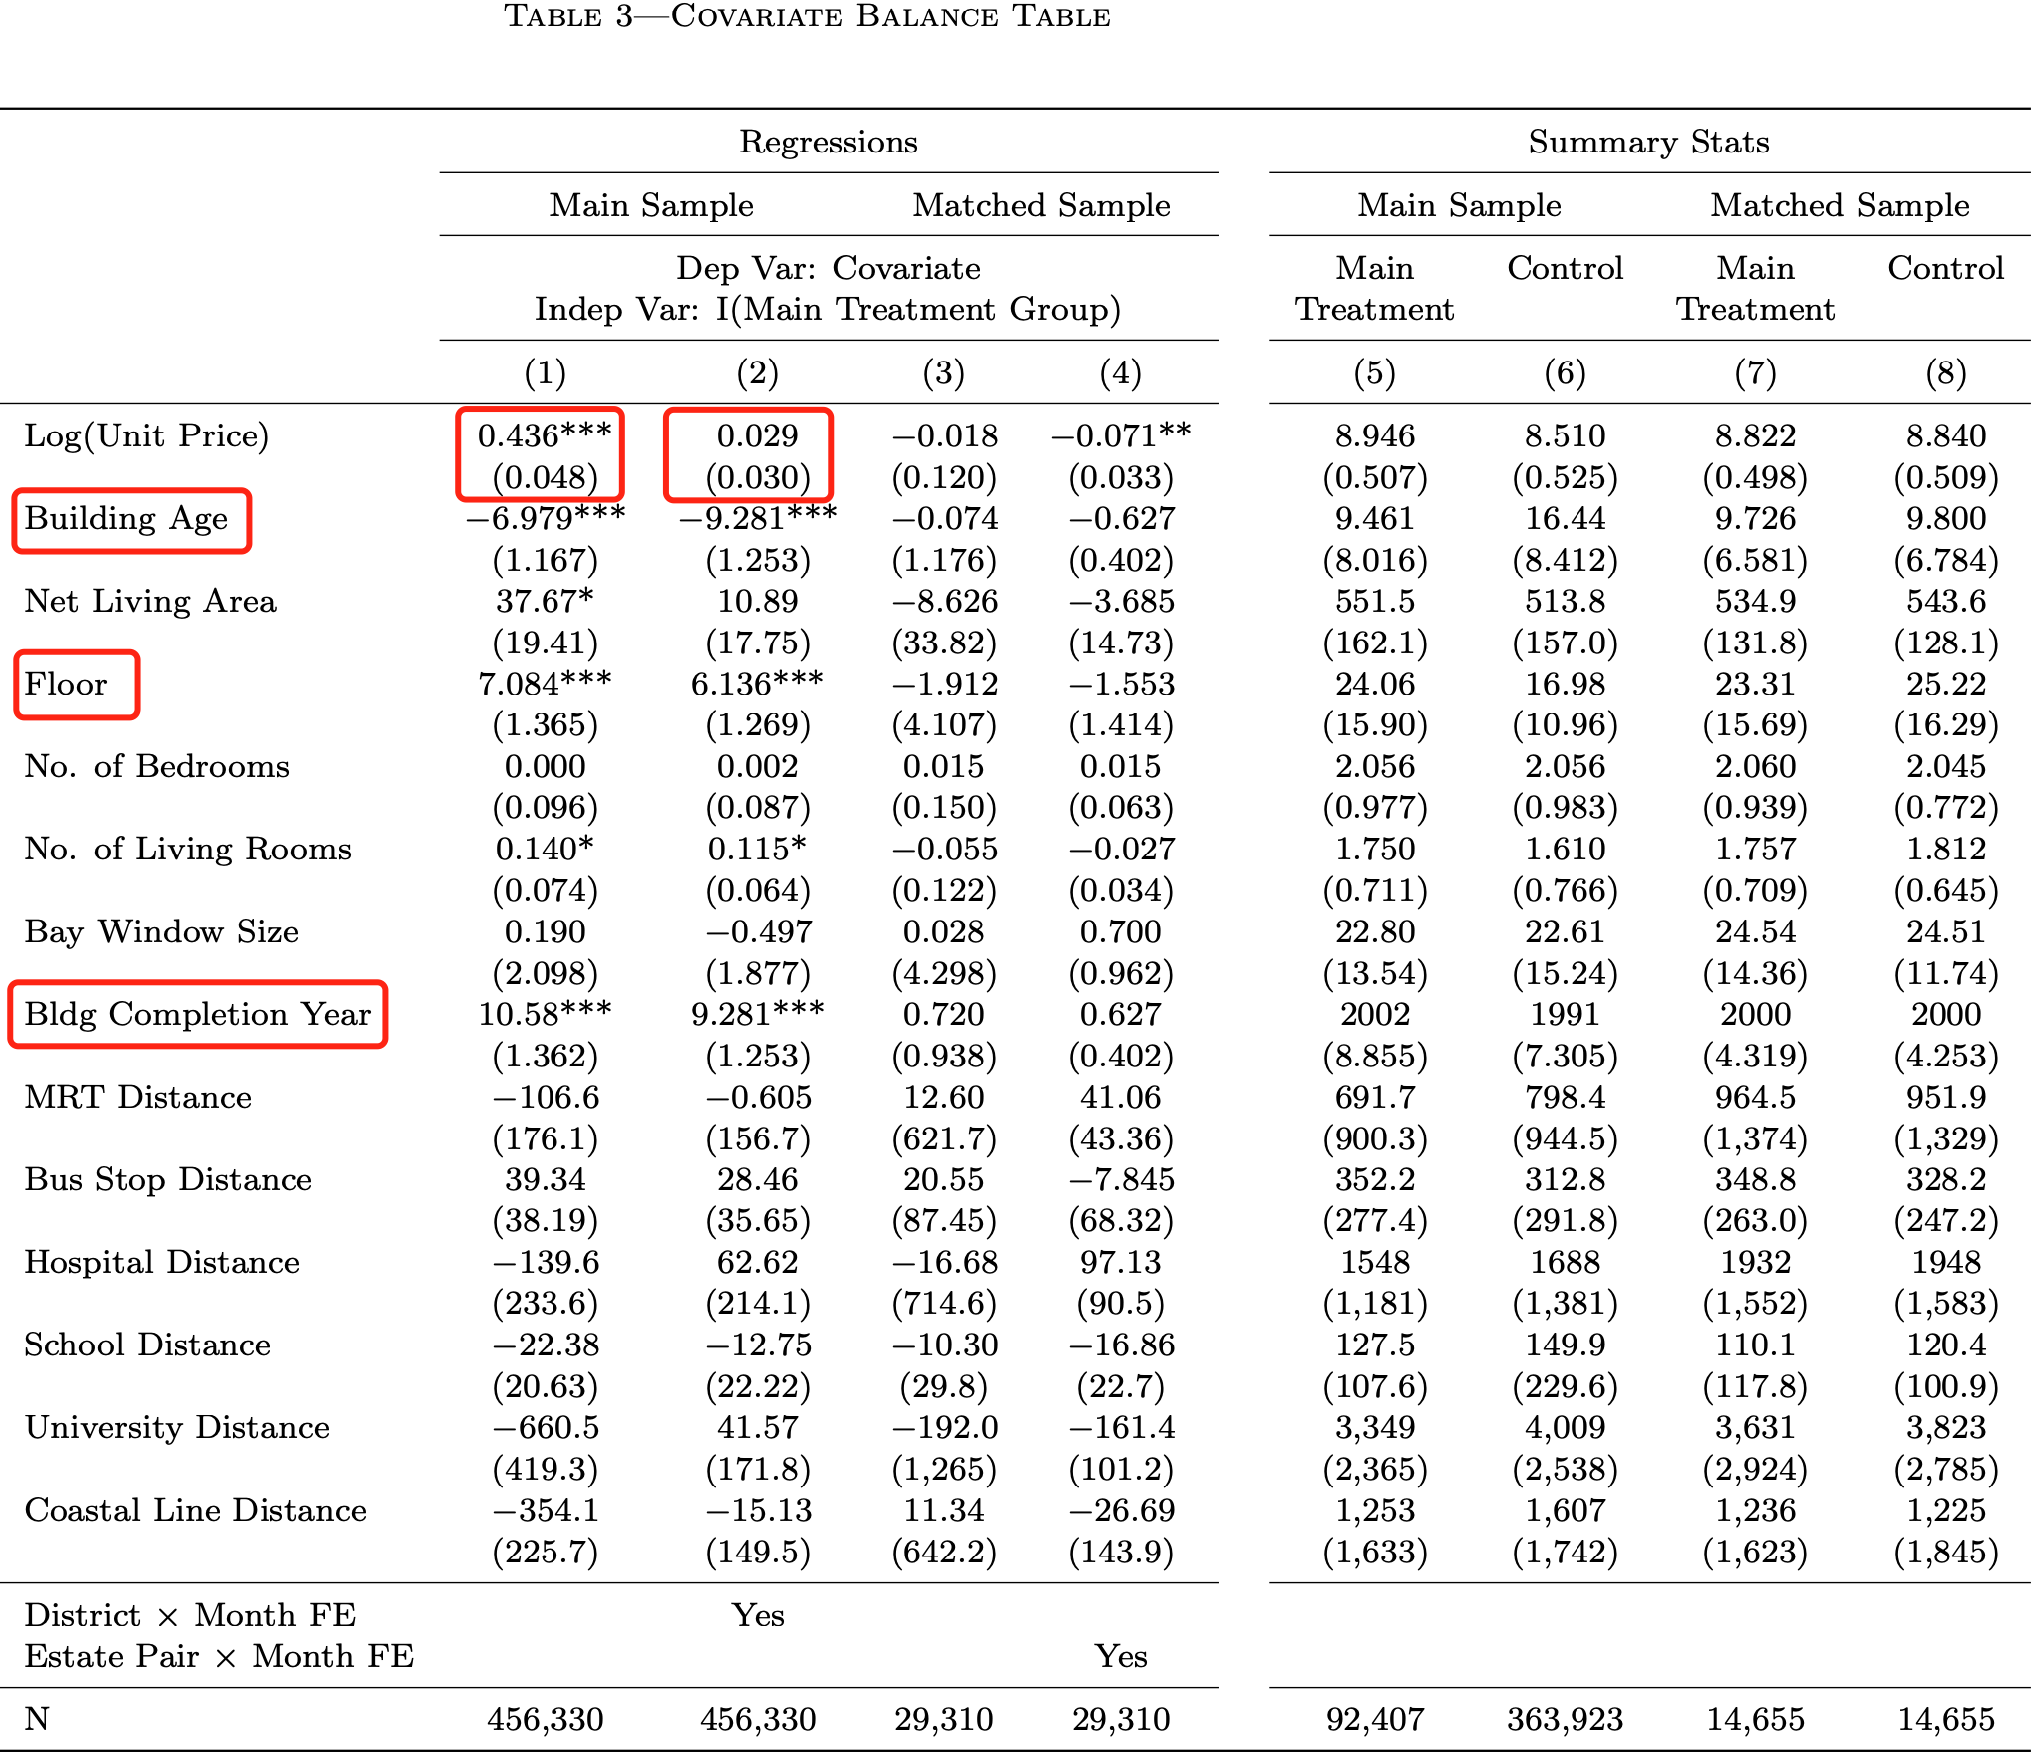 TABLE 3—COVARIATE BALANCE TABLE
Regressions Summary Stats
Main Sample Matched Sample Main Sample Matched Sample
Dep Var: Covariate Main Control Main Control
Indep Var: I(Main Treatment Group) Treatment Treatment
(1) (2) (3) (4) (5) (6) (7) (8)
Log(Unit Price) 0.436*** 0.029 −0.018 −0.071** 8.946 8.510 8.822 8.840
(0.048) (0.030) (0.120) (0.033) (0.507) (0.525) (0.498) (0.509)
Building Age −6.979*** −9.281*** −0.074 −0.627 9.461 16.44 9.726 9.800
(1.167) (1.253) (1.176) (0.402) (8.016) (8.412) (6.581) (6.784)
Net Living Area 37.67* 10.89 −8.626 −3.685 551.5 513.8 534.9 543.6
(19.41) (17.75) (33.82) (14.73) (162.1) (157.0) (131.8) (128.1)
Floor 7.084*** 6.136*** −1.912 −1.553 24.06 16.98 23.31 25.22
(1.365) (1.269) (4.107) (1.414) (15.90) (10.96) (15.69) (16.29)
No. of Bedrooms 0.000 0.002 0.015 0.015 2.056 2.056 2.060 2.045
(0.096) (0.087) (0.150) (0.063) (0.977) (0.983) (0.939) (0.772)
No. of Living Rooms 0.140* 0.115* −0.055 −0.027 1.750 1.610 1.757 1.812
(0.074) (0.064) (0.122) (0.034) (0.711) (0.766) (0.709) (0.645)
Bay Window Size 0.190 −0.497 0.028 0.700 22.80 22.61 24.54 24.51
(2.098) (1.877) (4.298) (0.962) (13.54) (15.24) (14.36) (11.74)
Bldg Completion Year 10.58*** 9.281*** 0.720 0.627 2002 1991 2000 2000
(1.362) (1.253) (0.938) (0.402) (8.855) (7.305) (4.319) (4.253)
MRT Distance −106.6 −0.605 12.60 41.06 691.7 798.4 964.5 951.9
(176.1) (156.7) (621.7) (43.36) (900.3) (944.5) (1,374) (1,329)
Bus Stop Distance 39.34 28.46 20.55 −7.845 352.2 312.8 348.8 328.2
(38.19) (35.65) (87.45) (68.32) (277.4) (291.8) (263.0) (247.2)
Hospital Distance −139.6 62.62 −16.68 97.13 1548 1688 1932 1948
(233.6) (214.1) (714.6) (90.5) (1,181) (1,381) (1,552) (1,583)
School Distance −22.38 −12.75 −10.30 −16.86 127.5 149.9 110.1 120.4
(20.63) (22.22) (29.8) (22.7) (107.6) (229.6) (117.8) (100.9)
University Distance −660.5 41.57 −192.0 −161.4 3,349 4,009 3,631 3,823
(419.3) (171.8) (1,265) (101.2) (2,365) (2,538) (2,924) (2,785)
Coastal Line Distance −354.1 −15.13 11.34 −26.69 1,253 1,607 1,236 1,225
(225.7) (149.5) (642.2) (143.9) (1,633) (1,742) (1,623) (1,845)
District × Month FE Yes
Estate Pair × Month FE Yes
N 456,330 456,330 29,310 29,310 92,407 363,923 14,655 14,655